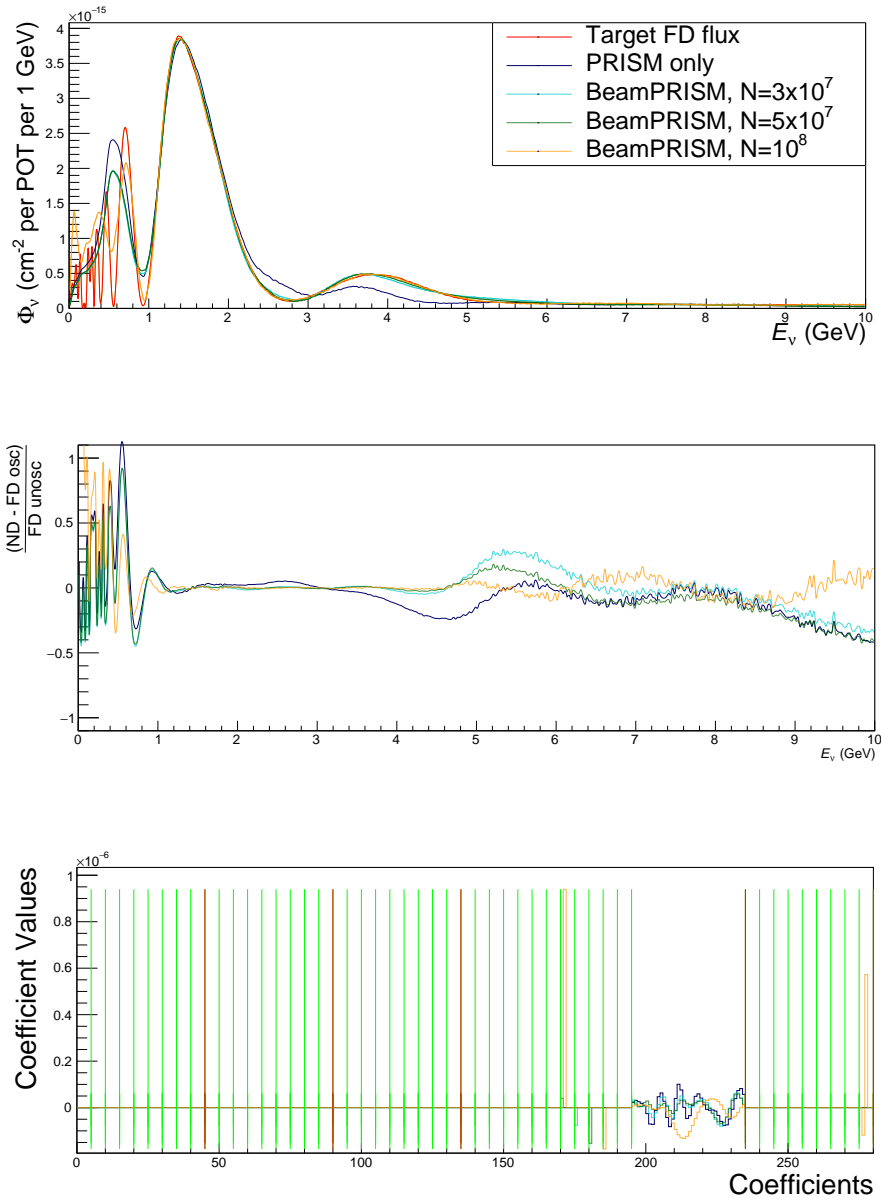 ×10⁻¹⁵
Φν (cm⁻² per POT per 1 GeV)
4
3.5
3
2.5
2
1.5
1
0.5
0
Target FD flux
PRISM only
BeamPRISM, N=3x10⁷
BeamPRISM, N=5x10⁷
BeamPRISM, N=10⁸
0 1 2 3 4 5 6 7 8 9 10
Eν (GeV)
(ND - FD osc)
FD unosc
1
0.5
0
−0.5
−1
0 1 2 3 4 5 6 7 8 9 10
Eν (GeV)
×10⁻⁶
Coefficient Values
1
0.8
0.6
0.4
0.2
0
0 50 100 150 200 250
Coefficients